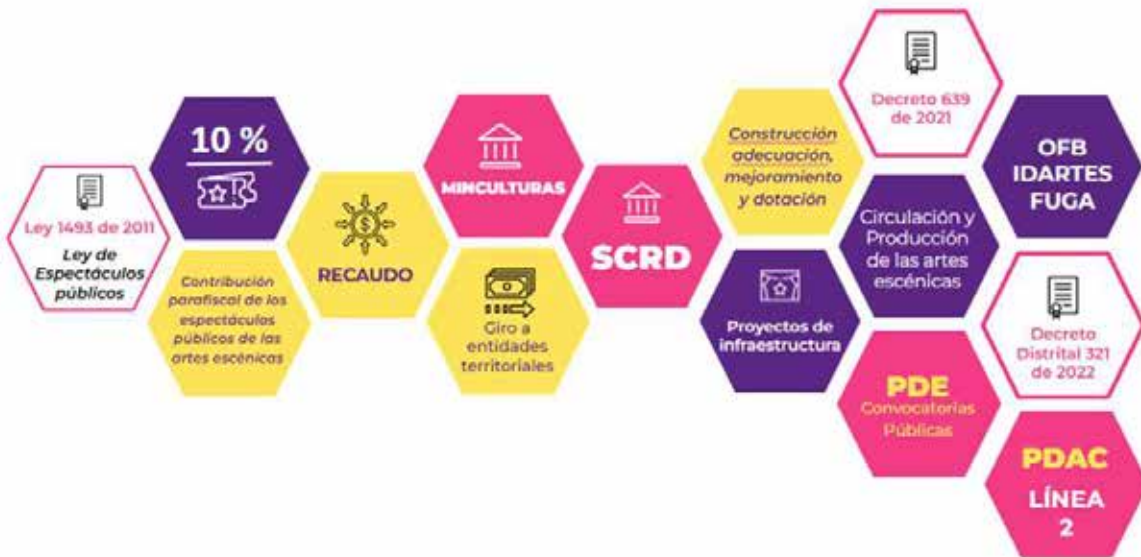 Ley 1493 de 2011
Ley de
Espectáculos
públicos
10 %
Contribución
parafiscal de los
espectáculos
públicos de las
artes escénicas
RECAUDO
MINCULTURAS
Giro a
entidades
territoriales
SCRD
Construcción
adecuación,
mejoramiento
y dotación
Proyectos de
infraestructura
Decreto 639
de 2021
Circulación y
Producción
de las artes
escénicas
PDE
Convocatorias
Públicas
OFB
IDARTES
FUGA
Decreto
Distrital 321
de 2022
PDAC
LÍNEA
2